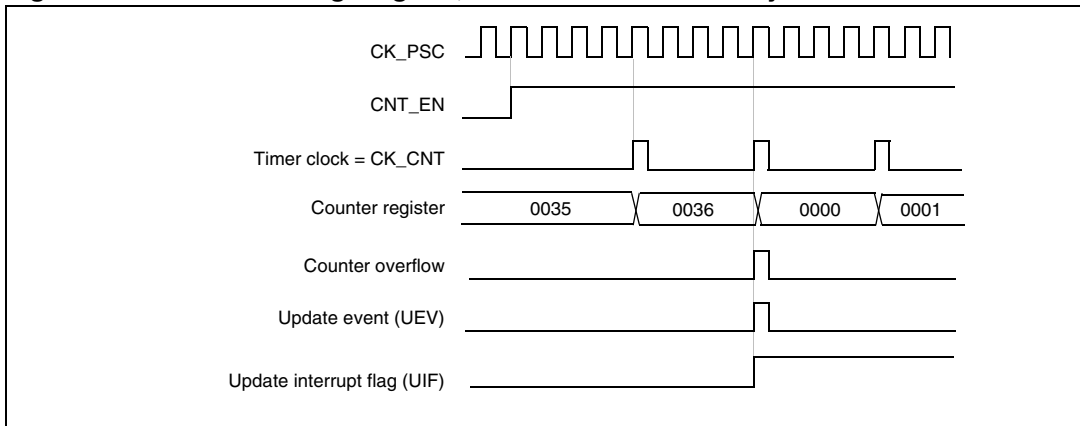 CK_PSC
CNT_EN
Timer clock = CK_CNT
Counter register 0035 0036 0000 0001
Counter overflow
Update event (UEV)
Update interrupt flag (UIF)